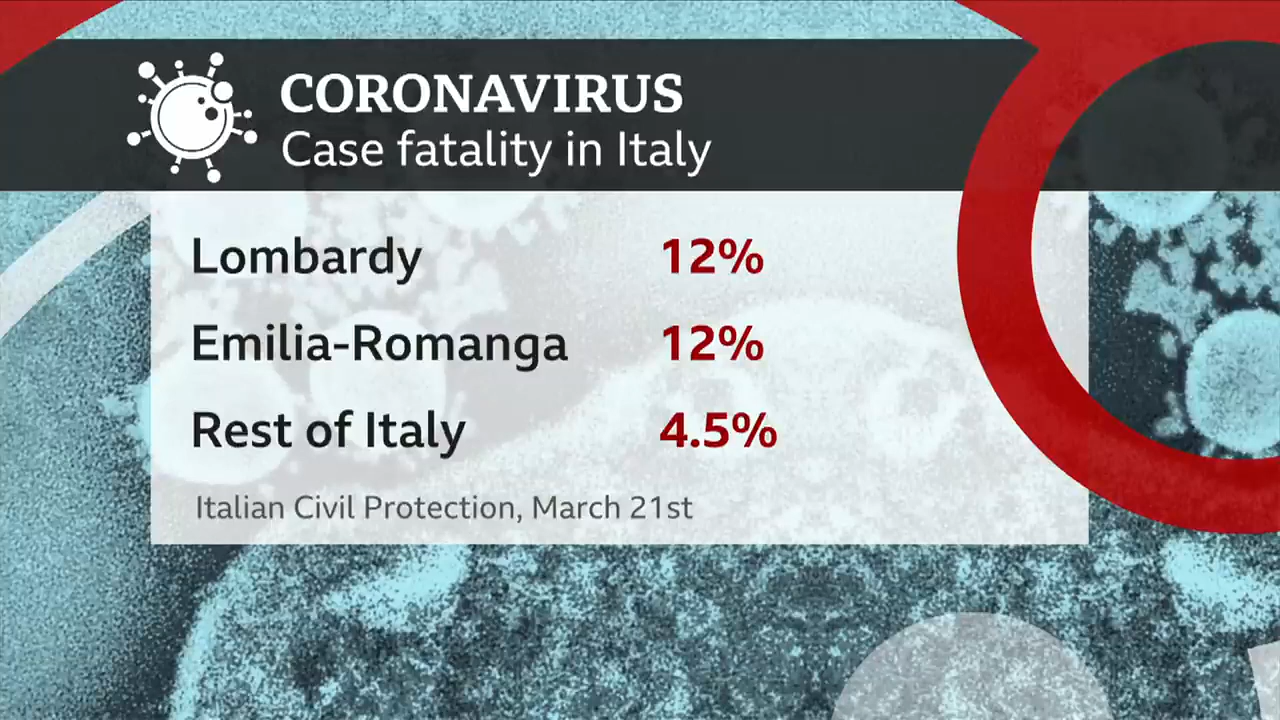 CORONAVIRUS
Case fatality in Italy
Lombardy 12%
Emilia-Romanga 12%
Rest of Italy 4.5%
Italian Civil Protection, March 21st